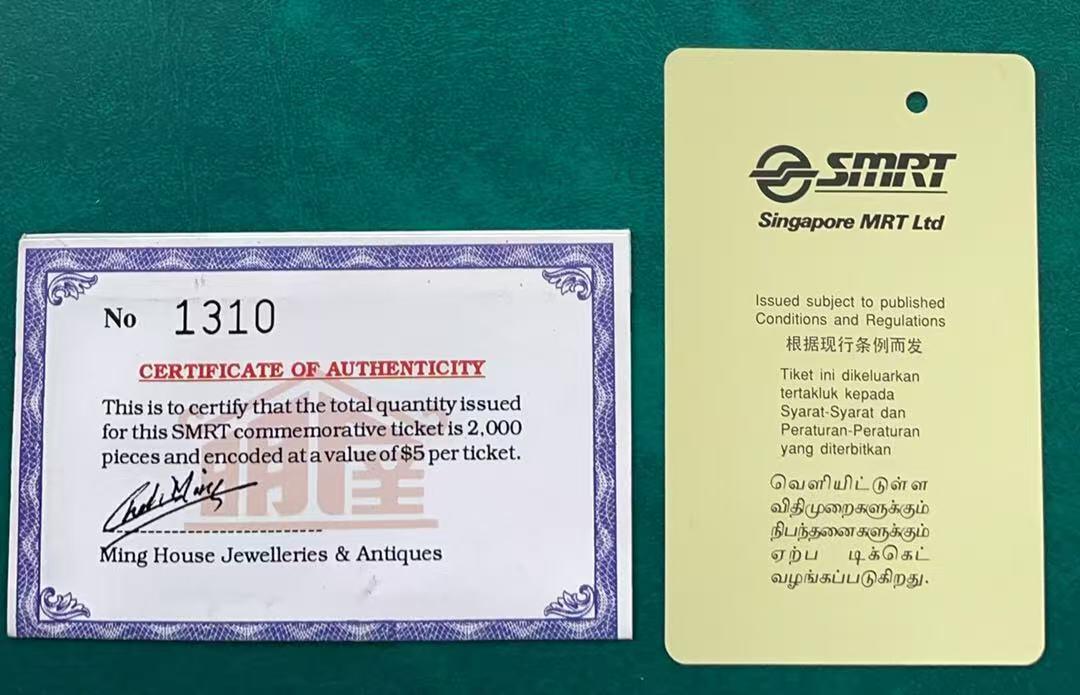 No 1310
CERTIFICATE OF AUTHENTICITY
This is to certify that the total quantity issued
for this SMRT commemorative ticket is 2,000
pieces and encoded at a value of $5 per ticket.
Ming House Jewelleries & Antiques
SMRT
Singapore MRT Ltd
Issued subject to published
Conditions and Regulations
根据现行条例而发
Tiket ini dikeluarkan
tertakluk kepada
Syarat-Syarat dan
Peraturan-Peraturan
yang diterbitkan
வெளியிட்டுள்ள
விதிமுறைகளுக்கும்
நிபந்தனைகளுக்கும்
ஏற்ப டிக்கெட்
வழங்கப்படுகிறது.